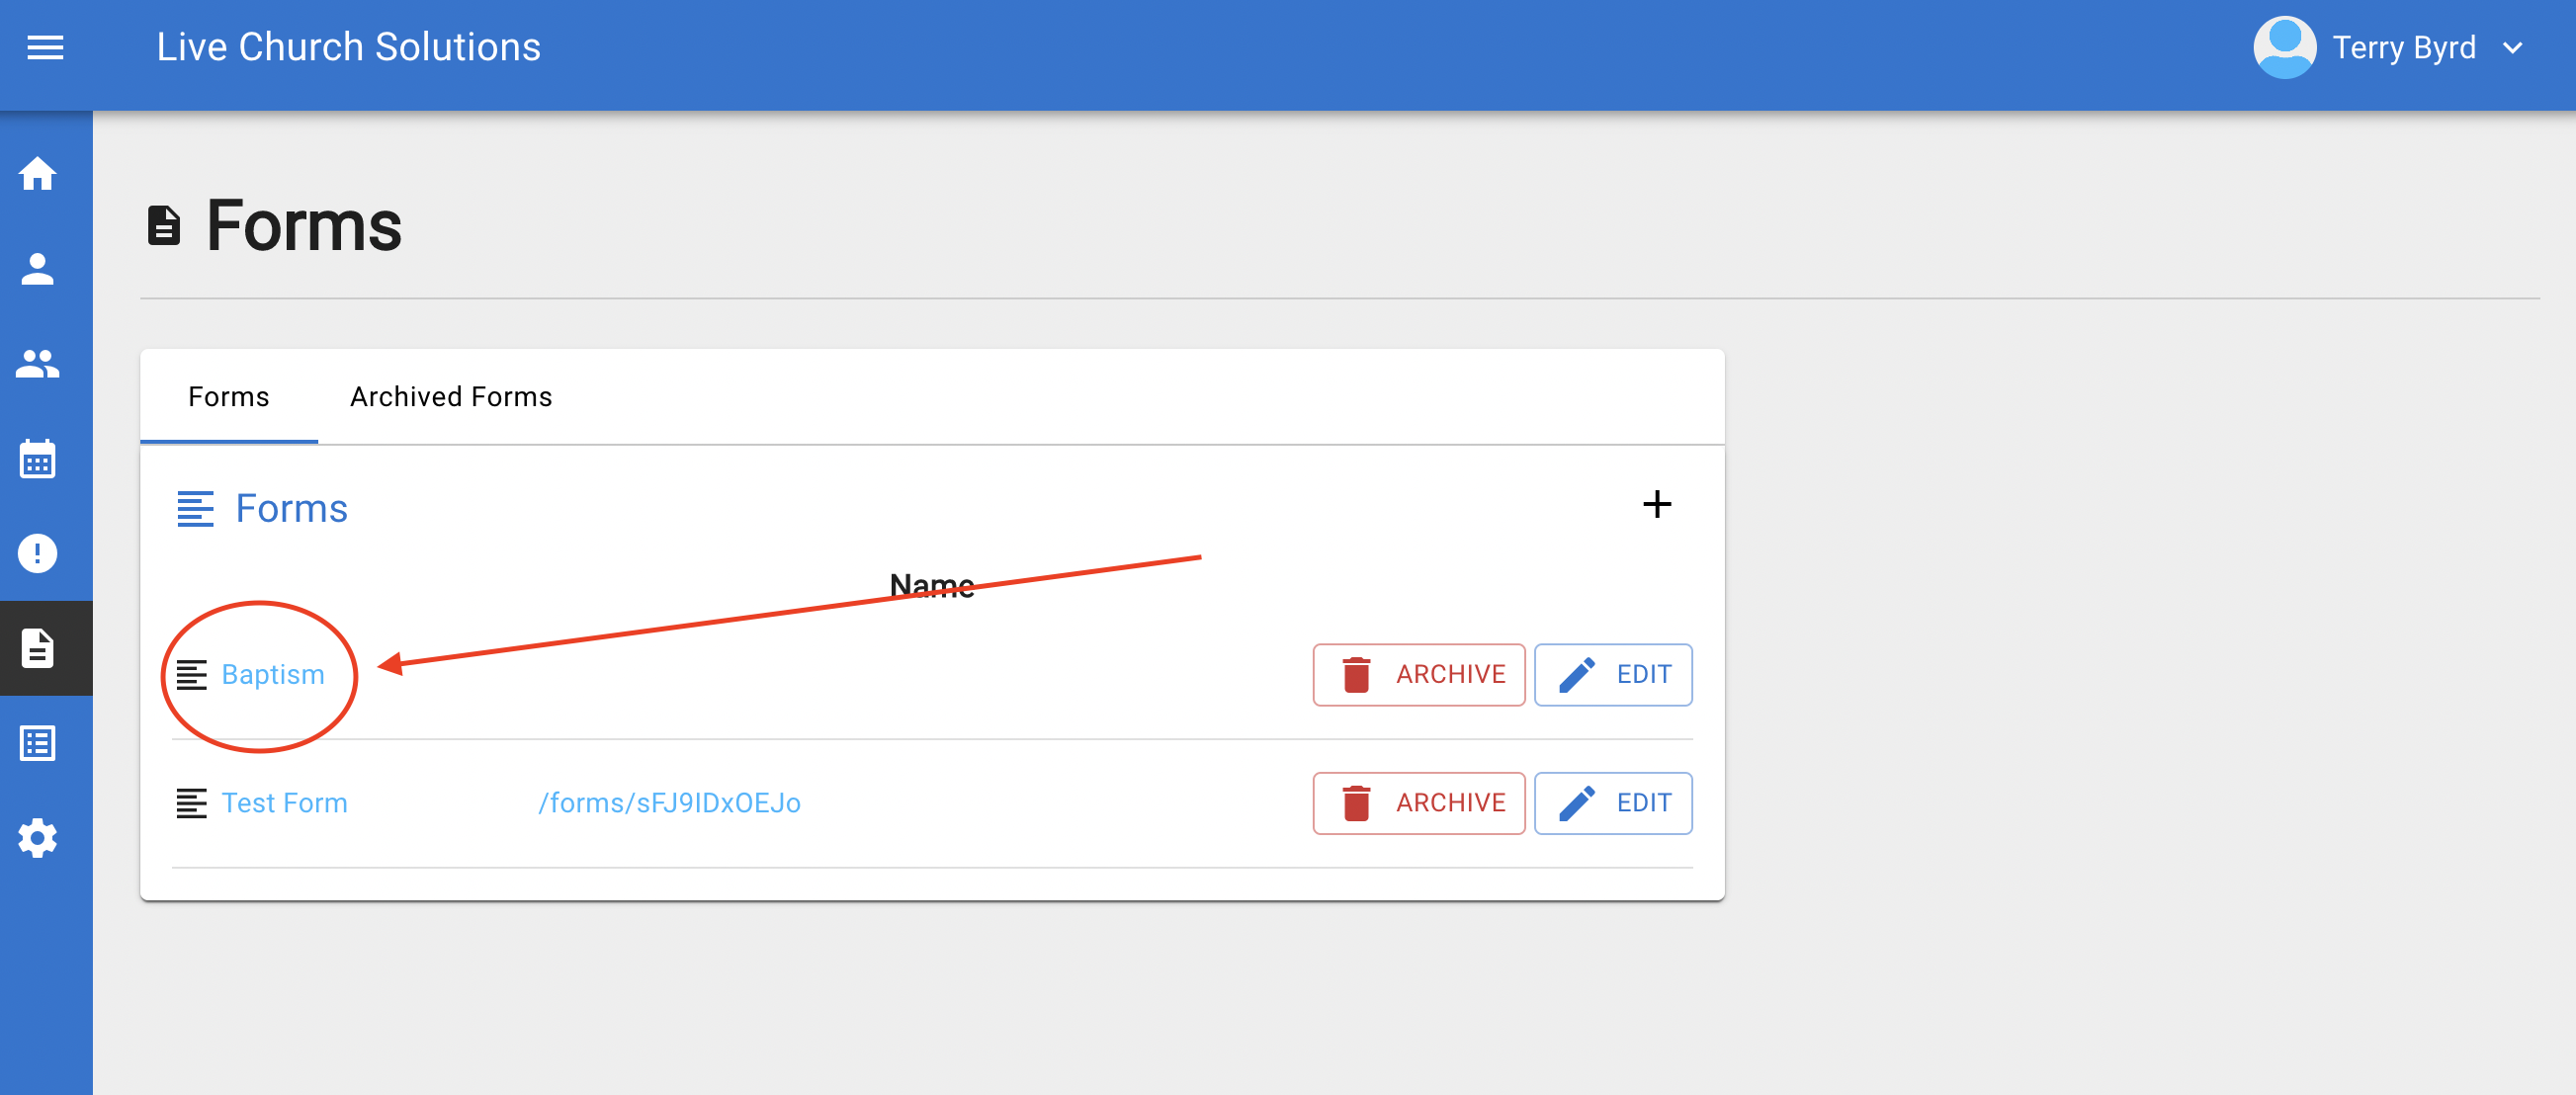 Live Church Solutions
Terry Byrd
Forms
Forms Archived Forms
Forms
Name
Baptism ARCHIVE EDIT
Test Form /forms/sFJ9IDxOEJo ARCHIVE EDIT